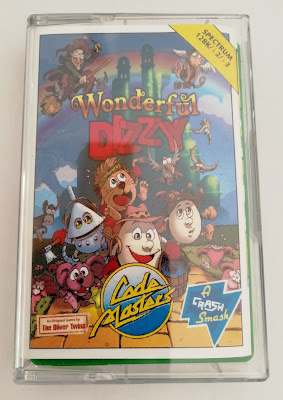 SPECTRUM
128K/+2/+3
Wonderful
DIZZY
Code
Masters
A
CRASH
Smash
An Original Game by
The Oliver Twins